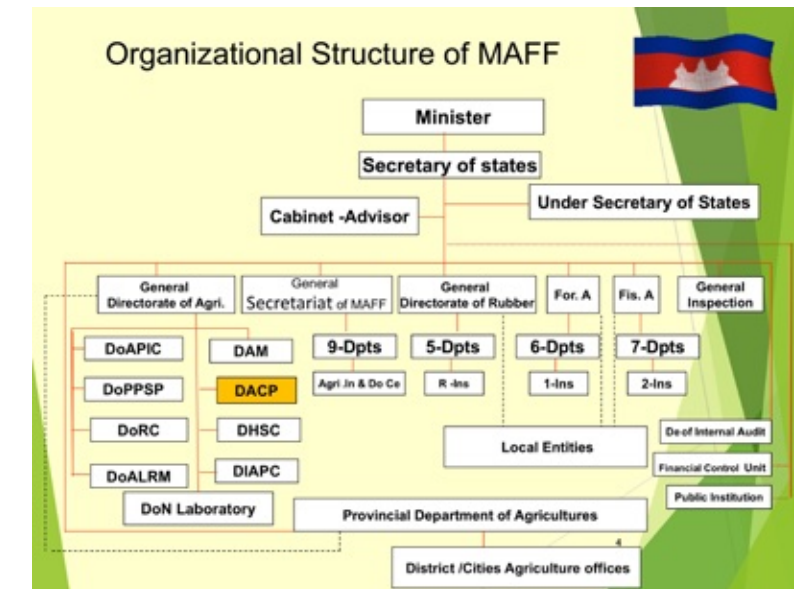 Organizational Structure of MAFF
Minister
Secretary of states
Under Secretary of States
Cabinet -Advisor
General
Directorate of Agri.
General
Secretariat of MAFF
General
Directorate of Rubber
For. A
Fis. A
General
Inspection
DoAPIC
DAM
9-Dpts
5-Dpts
6-Dpts
7-Dpts
DoPPSP
DACP
Agri .In & Do Ce
R -Ins
1-Ins
2-Ins
DoRC
DHSC
Local Entities
De-of Internal Audit
DoALRM
DIAPC
Financial Control Unit
DoN Laboratory
Public Institution
Provincial Department of Agricultures
4
District /Cities Agriculture offices